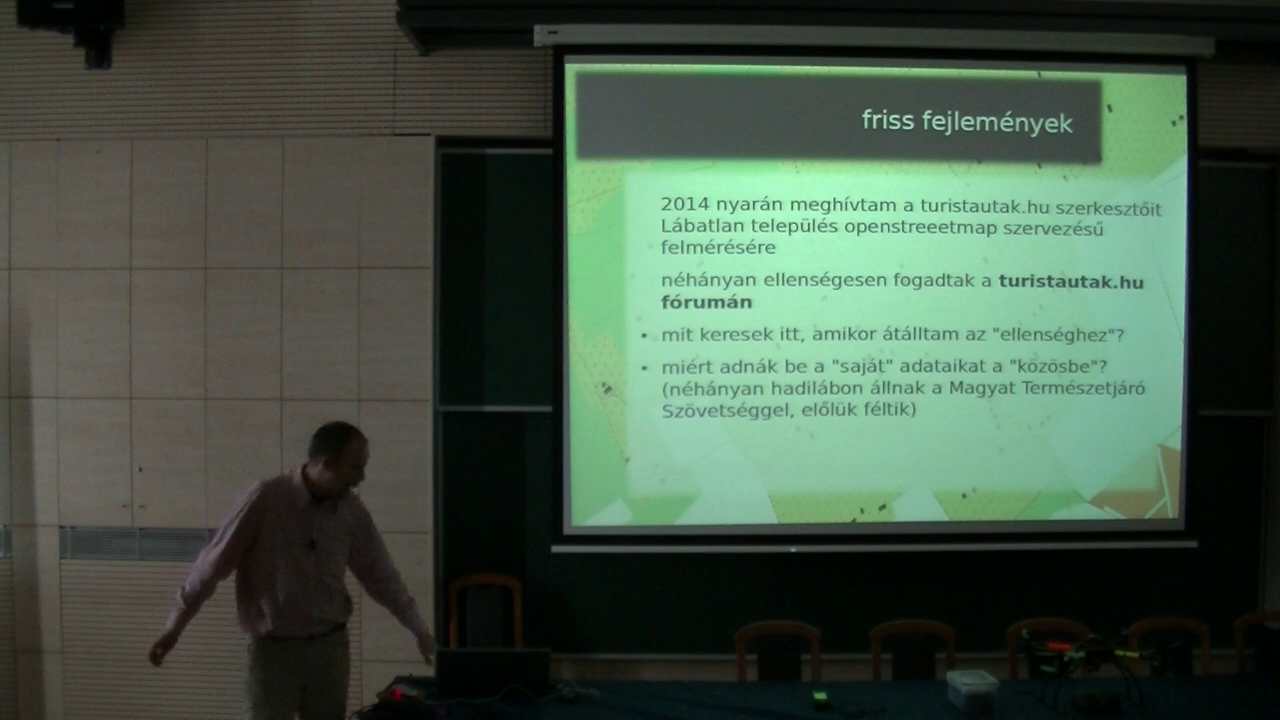 friss fejlemények
2014 nyarán meghívtam a turistautak.hu szerkesztőit
Lábatlan település openstreeetmap szervezésű
felmérésére
néhányan ellenségesen fogadtak a turistautak.hu
fórumán
• mit keresek itt, amikor átálltam az "ellenséghez"?
• miért adnák be a "saját" adataikat a "közösbe"?
(néhányan hadilábon állnak a Magyat Természetjáró
Szövetséggel, előlük féltik)